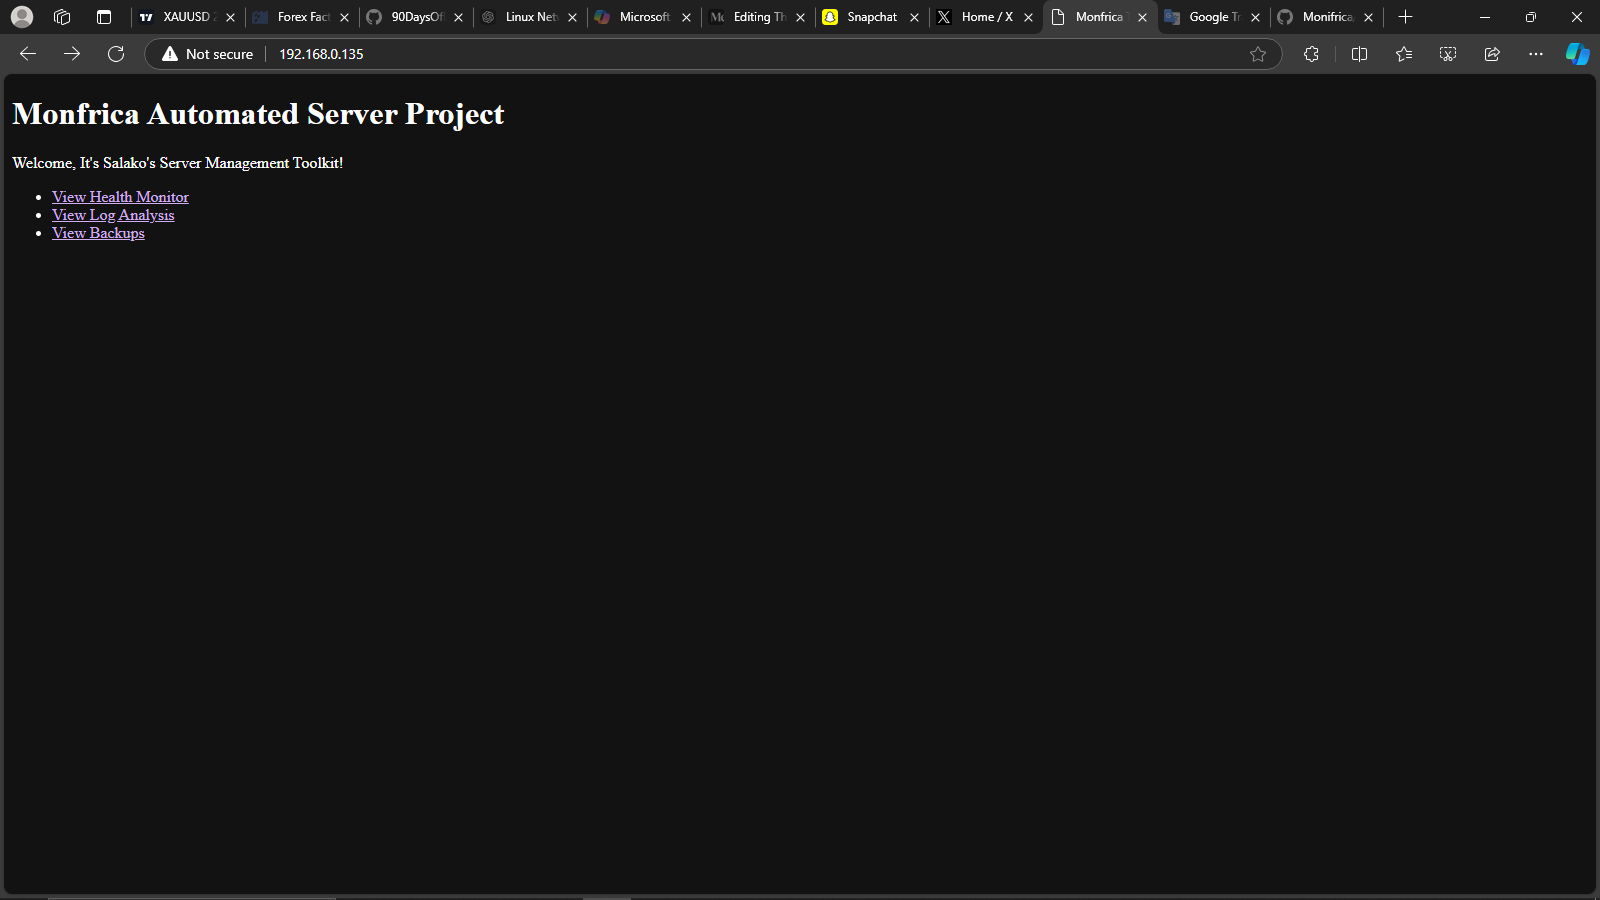 XAUUSD
Forex Fact
90DaysOf
Linux Net
Microsoft
Editing Th
Snapchat
Home / X
Monfrica
Google Tr
Monifrica
Not secure
192.168.0.135
Monfrica Automated Server Project
Welcome, It's Salako's Server Management Toolkit!
View Health Monitor
View Log Analysis
View Backups